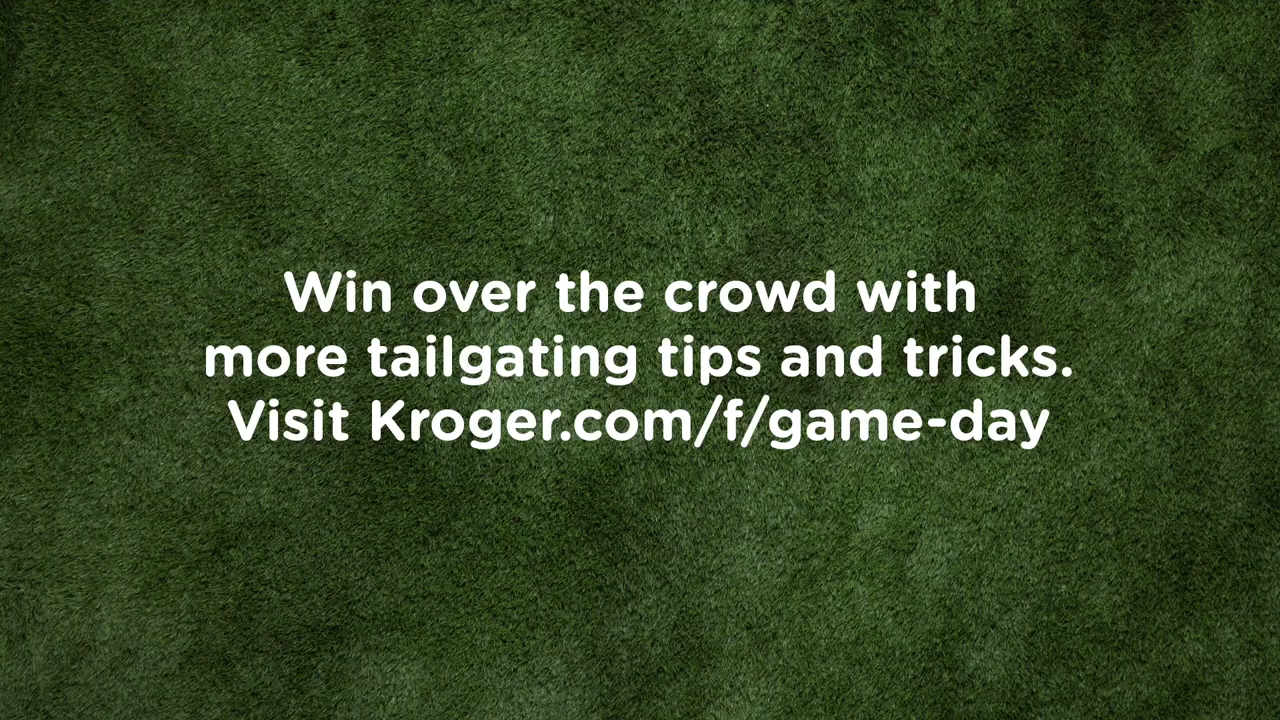 Win over the crowd with
more tailgating tips and tricks.
Visit Kroger.com/f/game-day